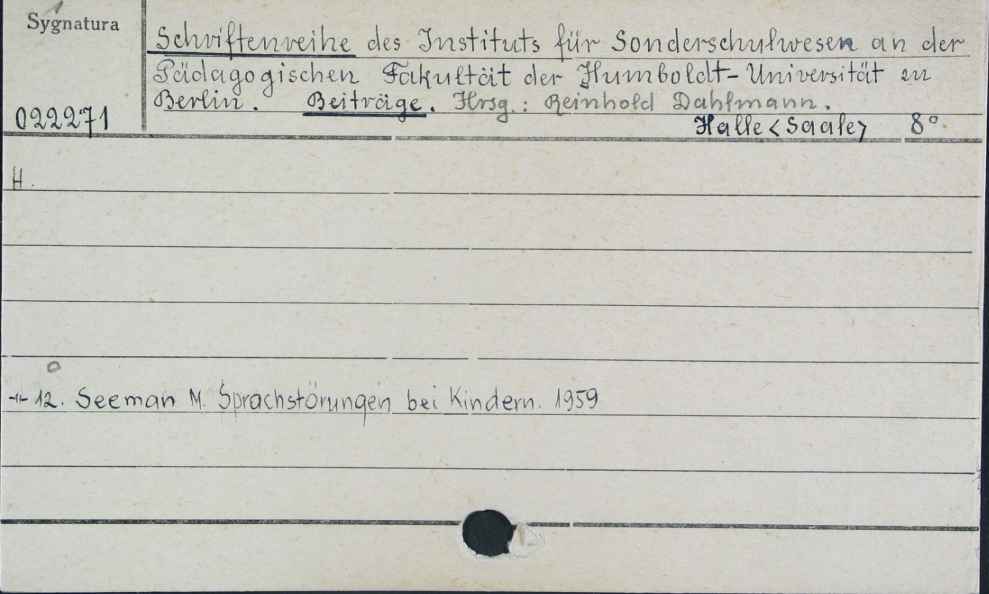 Sygnatura
Schriftenreihe des Instituts für Sonderschulwesen an der
Pädagogischen Fakultät der Humboldt-Universität zu
Berlin. Beiträge. Hrsg.: Reinhold Dahlmann.
022271
Halle <Saale> 8°
H.
12. Seeman M. Sprachstörungen bei Kindern. 1959